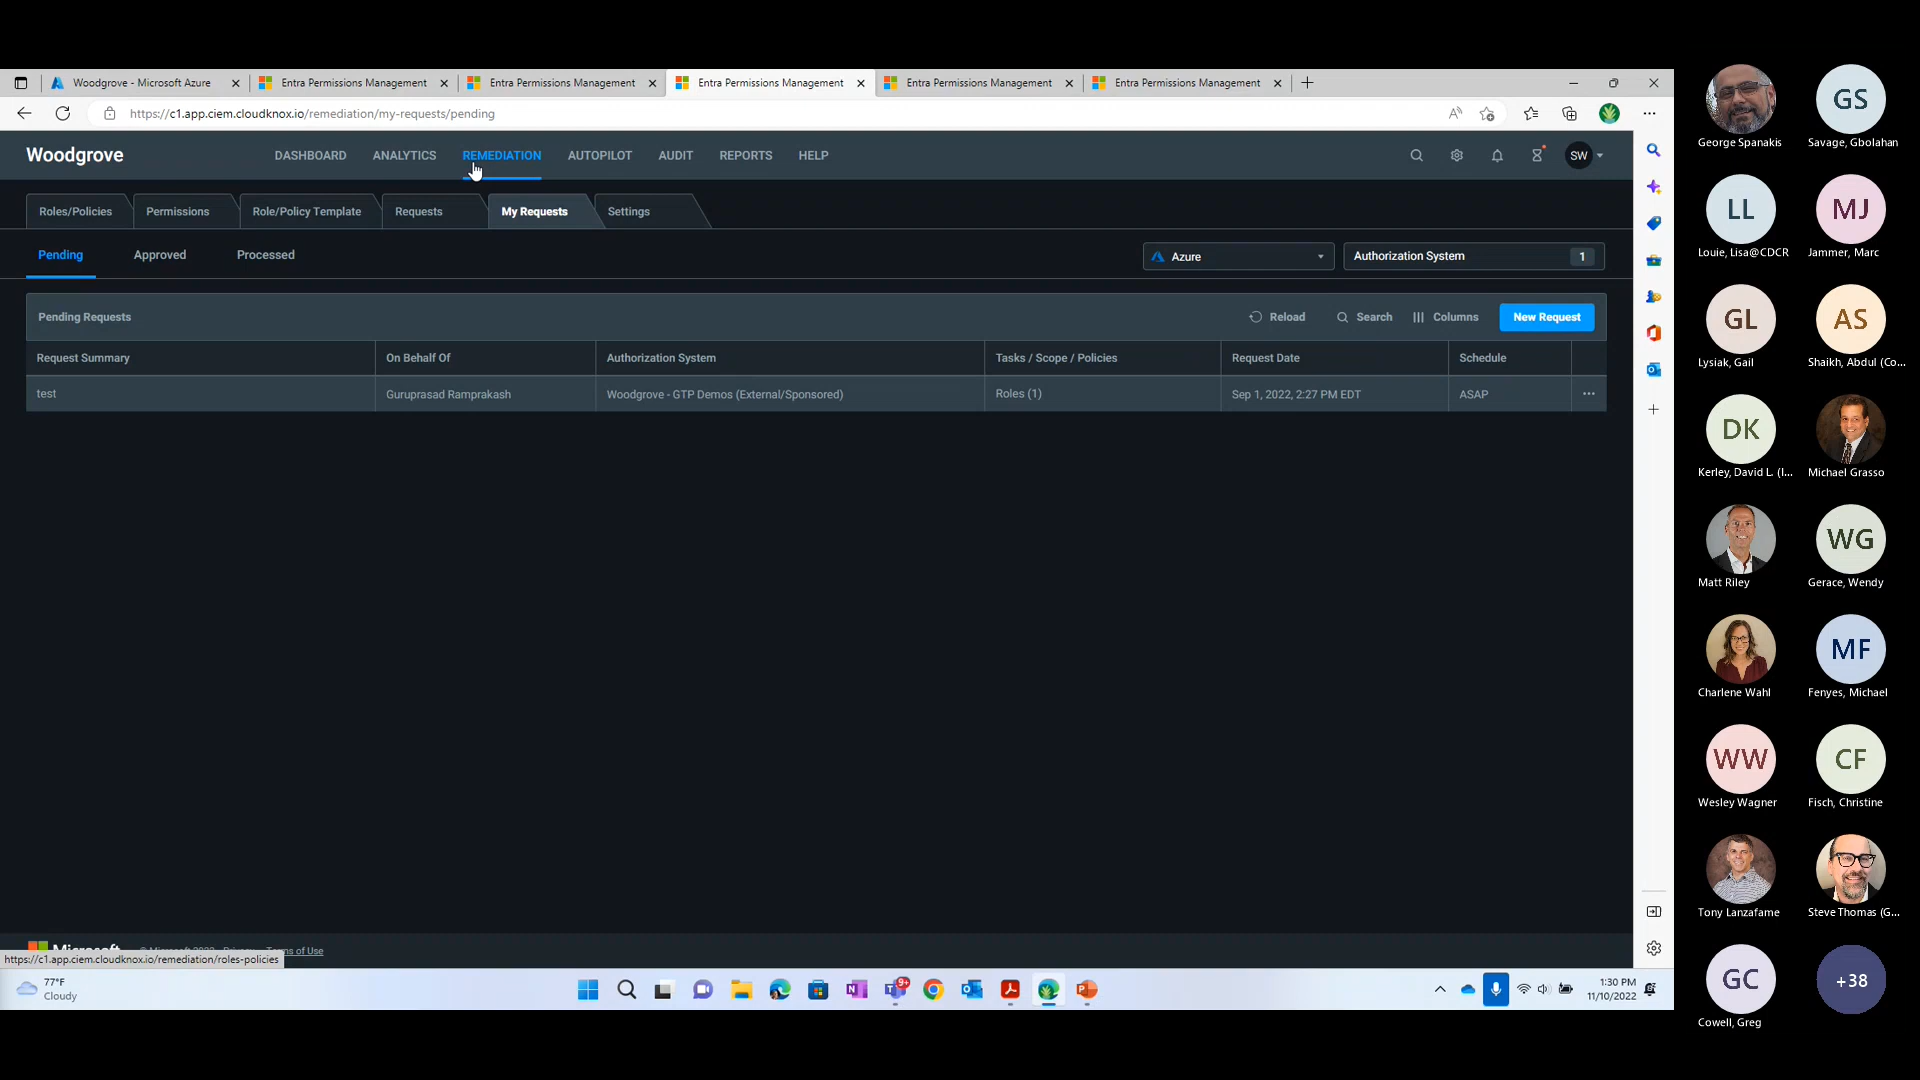 Woodgrove - Microsoft Azure
Entra Permissions Management
Entra Permissions Management
Entra Permissions Management
Entra Permissions Management
Entra Permissions Management
https://c1.app.ciem.cloudknox.io/remediation/my-requests/pending
Woodgrove
DASHBOARD
ANALYTICS
REMEDIATION
AUTOPILOT
AUDIT
REPORTS
HELP
SW
Roles/Policies
Permissions
Role/Policy Template
Requests
My Requests
Settings
Pending
Approved
Processed
Azure
Authorization System
1
Pending Requests
Reload
Search
Columns
New Request
Request Summary
On Behalf Of
Authorization System
Tasks / Scope / Policies
Request Date
Schedule
test
Guruprasad Ramprakash
Woodgrove - GTP Demos (External/Sponsored)
Roles (1)
Sep 1, 2022, 2:27 PM EDT
ASAP
Microsoft
© Microsoft 2022
Privacy
Terms of Use
https://c1.app.ciem.cloudknox.io/remediation/roles-policies
77°F
Cloudy
9+
1:30 PM
11/10/2022
George Spanakis
GS
Savage, Gbolahan
LL
Louie, Lisa@CDCR
MJ
Jammer, Marc
GL
Lysiak, Gail
AS
Shaikh, Abdul (Co...
DK
Kerley, David L. (I...
Michael Grasso
Matt Riley
WG
Gerace, Wendy
Charlene Wahl
MF
Fenyes, Michael
WW
Wesley Wagner
CF
Fisch, Christine
Tony Lanzafame
Steve Thomas (G...
GC
Cowell, Greg
+38